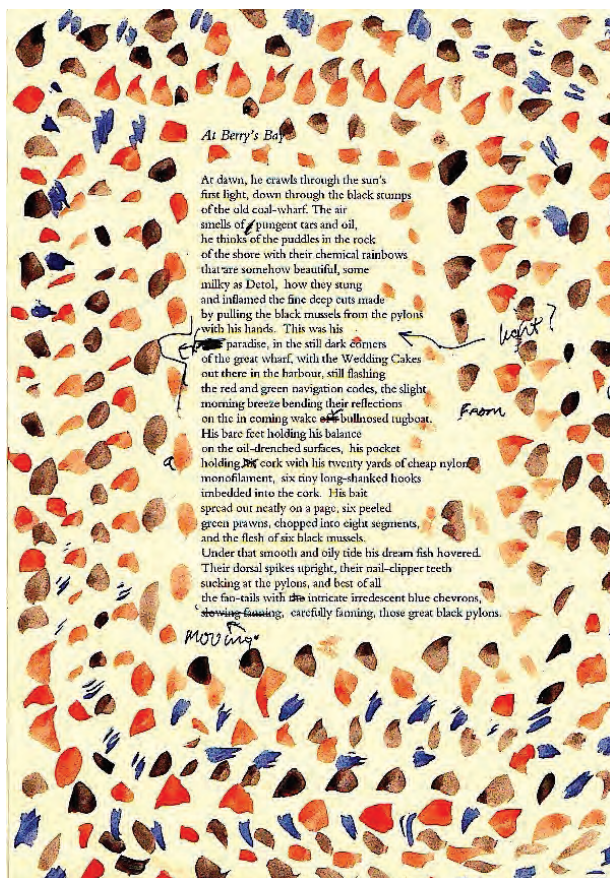 At Berry's Bay
At dawn, he crawls through the sun's
first light, down through the black stumps
of the old coal-wharf. The air
smells of pungent tars and oil,
he thinks of the puddles in the rock
of the shore with their chemical rainbows
that are somehow beautiful, some
milky as Detol, how they stung
and inflamed the fine deep cuts made
by pulling the black mussels from the pylons
with his hands. This was his
light?
paradise, in the still dark corners
of the great wharf, with the Wedding Cakes
out there in the harbour, still flashing
the red and green navigation codes, the slight
morning breeze bending their reflections
on the in coming wake bullnosed tugboat.
FROM
His bare feet holding his balance
on the oil-drenched surfaces, his pocket
a
holding cork with his twenty yards of cheap nylon
monofilament, six tiny long-shanked hooks
imbedded into the cork. His bait
spread out neatly on a page, six peeled
green prawns, chopped into eight segments,
and the flesh of six black mussels.
Under that smooth and oily tide his dream fish hovered.
Their dorsal spikes upright, their nail-clipper teeth
sucking at the pylons, and best of all
the fan-tails with the intricate irredescent blue chevrons,
slowing fanning, carefully fanning, those great black pylons.
MOVING